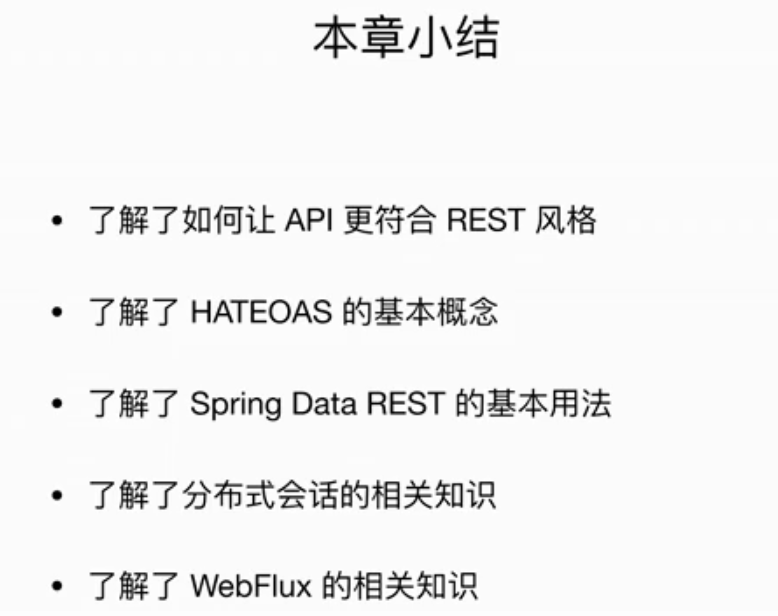 本章小结
• 了解了如何让 API 更符合 REST 风格
• 了解了 HATEOAS 的基本概念
• 了解了 Spring Data REST 的基本用法
• 了解了分布式会话的相关知识
• 了解了 WebFlux 的相关知识